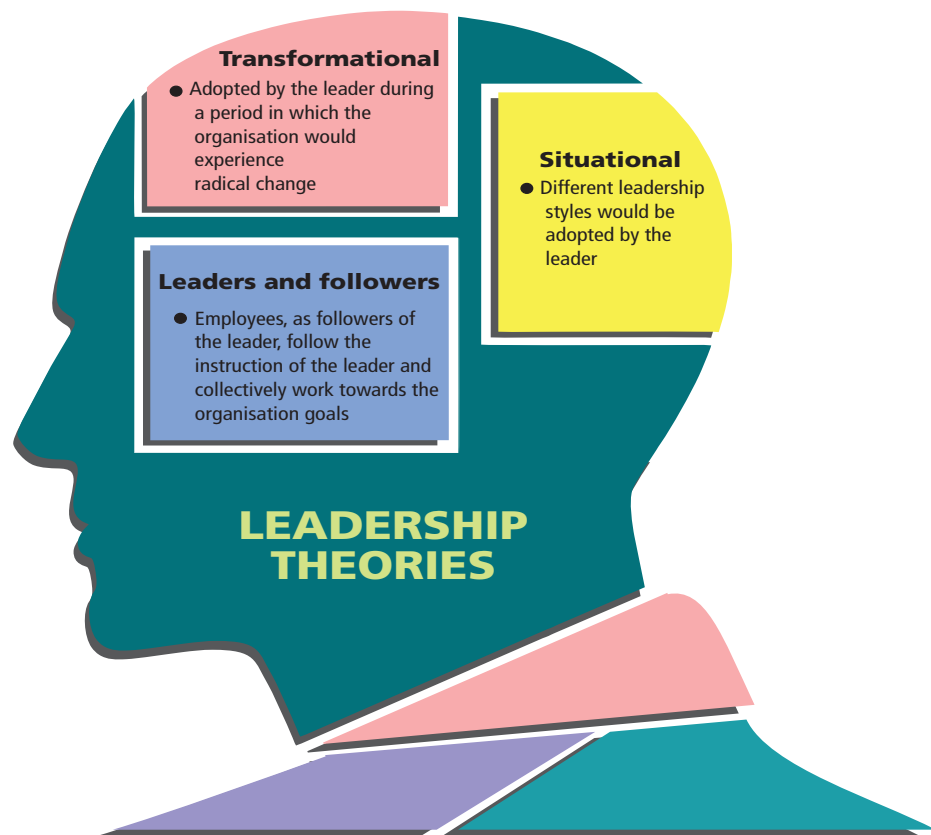 Transformational
● Adopted by the leader during
a period in which the
organisation would
experience
radical change
Situational
● Different leadership
styles would be
adopted by the
leader
Leaders and followers
● Employees, as followers of
the leader, follow the
instruction of the leader and
collectively work towards the
organisation goals
LEADERSHIP
THEORIES